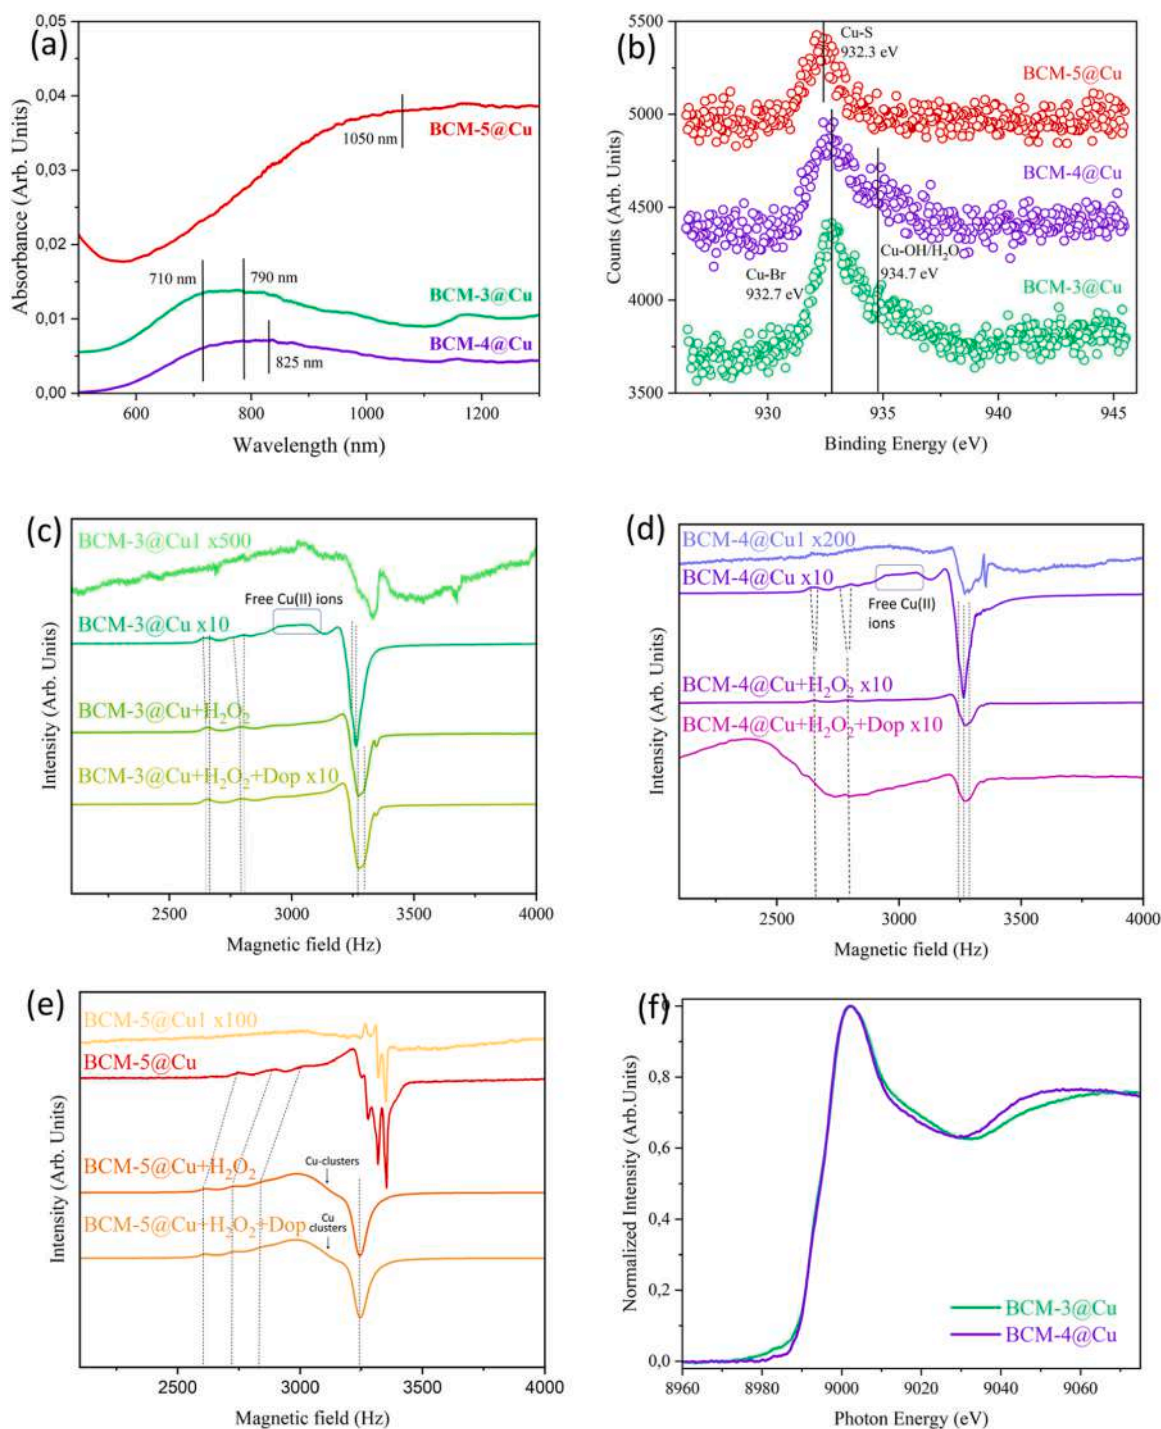 (a)
0,05
0,04
0,03
0,02
0,01
0,00
Absorbance (Arb. Units)
1050 nm
BCM-5@Cu
710 nm
790 nm
BCM-3@Cu
BCM-4@Cu
825 nm
600
800
1000
1200
Wavelength (nm)
(b)
5500
5000
4500
4000
3500
Counts (Arb. Units)
Cu-S
932.3 eV
BCM-5@Cu
BCM-4@Cu
Cu-OH/H₂O
934.7 eV
Cu-Br
932.7 eV
BCM-3@Cu
930
935
940
945
Binding Energy (eV)
(c)
Intensity (Arb. Units)
BCM-3@Cu1 x500
Free Cu(II) ions
BCM-3@Cu x10
BCM-3@Cu+H₂O₂
BCM-3@Cu+H₂O₂+Dop x10
2500
3000
3500
4000
Magnetic field (Hz)
(d)
Intensity (Arb. Units)
BCM-4@Cu1 x200
BCM-4@Cu x10
Free Cu(II)
ions
BCM-4@Cu+H₂O₂ x10
BCM-4@Cu+H₂O₂+Dop x10
2500
3000
3500
4000
Magnetic field (Hz)
(e)
Intensity (Arb. Units)
BCM-5@Cu1 x100
BCM-5@Cu
BCM-5@Cu+H₂O₂
Cu-clusters
BCM-5@Cu+H₂O₂+Dop
Cu
clusters
2500
3000
3500
4000
Magnetic field (Hz)
(f)
0,8
0,6
0,4
0,2
0,0
Normalized Intensity (Arb.Units)
BCM-3@Cu
BCM-4@Cu
8960
8980
9000
9020
9040
9060
Photon Energy (eV)